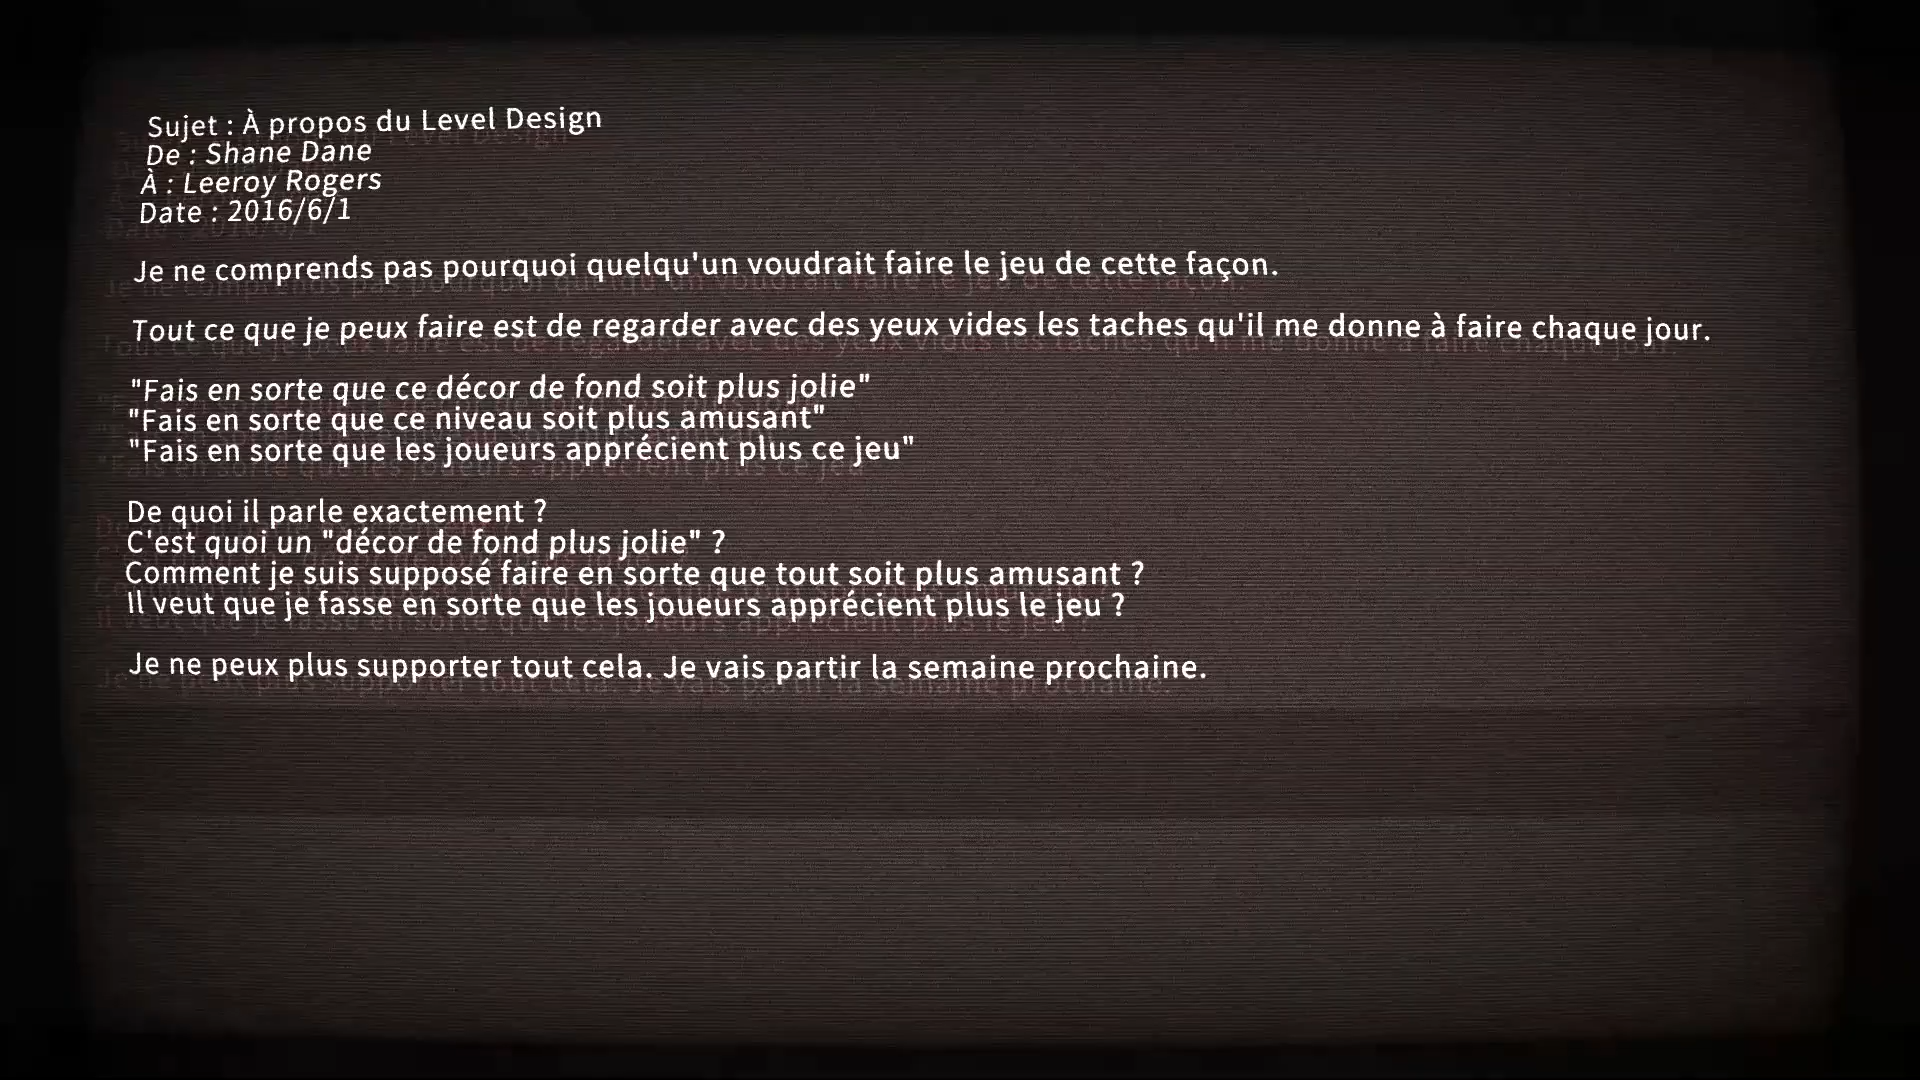 Sujet : À propos du Level Design
De : Shane Dane
À : Leeroy Rogers
Date : 2016/6/1
Je ne comprends pas pourquoi quelqu'un voudrait faire le jeu de cette façon.
Tout ce que je peux faire est de regarder avec des yeux vides les taches qu'il me donne à faire chaque jour.
"Fais en sorte que ce décor de fond soit plus jolie"
"Fais en sorte que ce niveau soit plus amusant"
"Fais en sorte que les joueurs apprécient plus ce jeu"
De quoi il parle exactement ?
C'est quoi un "décor de fond plus jolie" ?
Comment je suis supposé faire en sorte que tout soit plus amusant ?
Il veut que je fasse en sorte que les joueurs apprécient plus le jeu ?
Je ne peux plus supporter tout cela. Je vais partir la semaine prochaine.